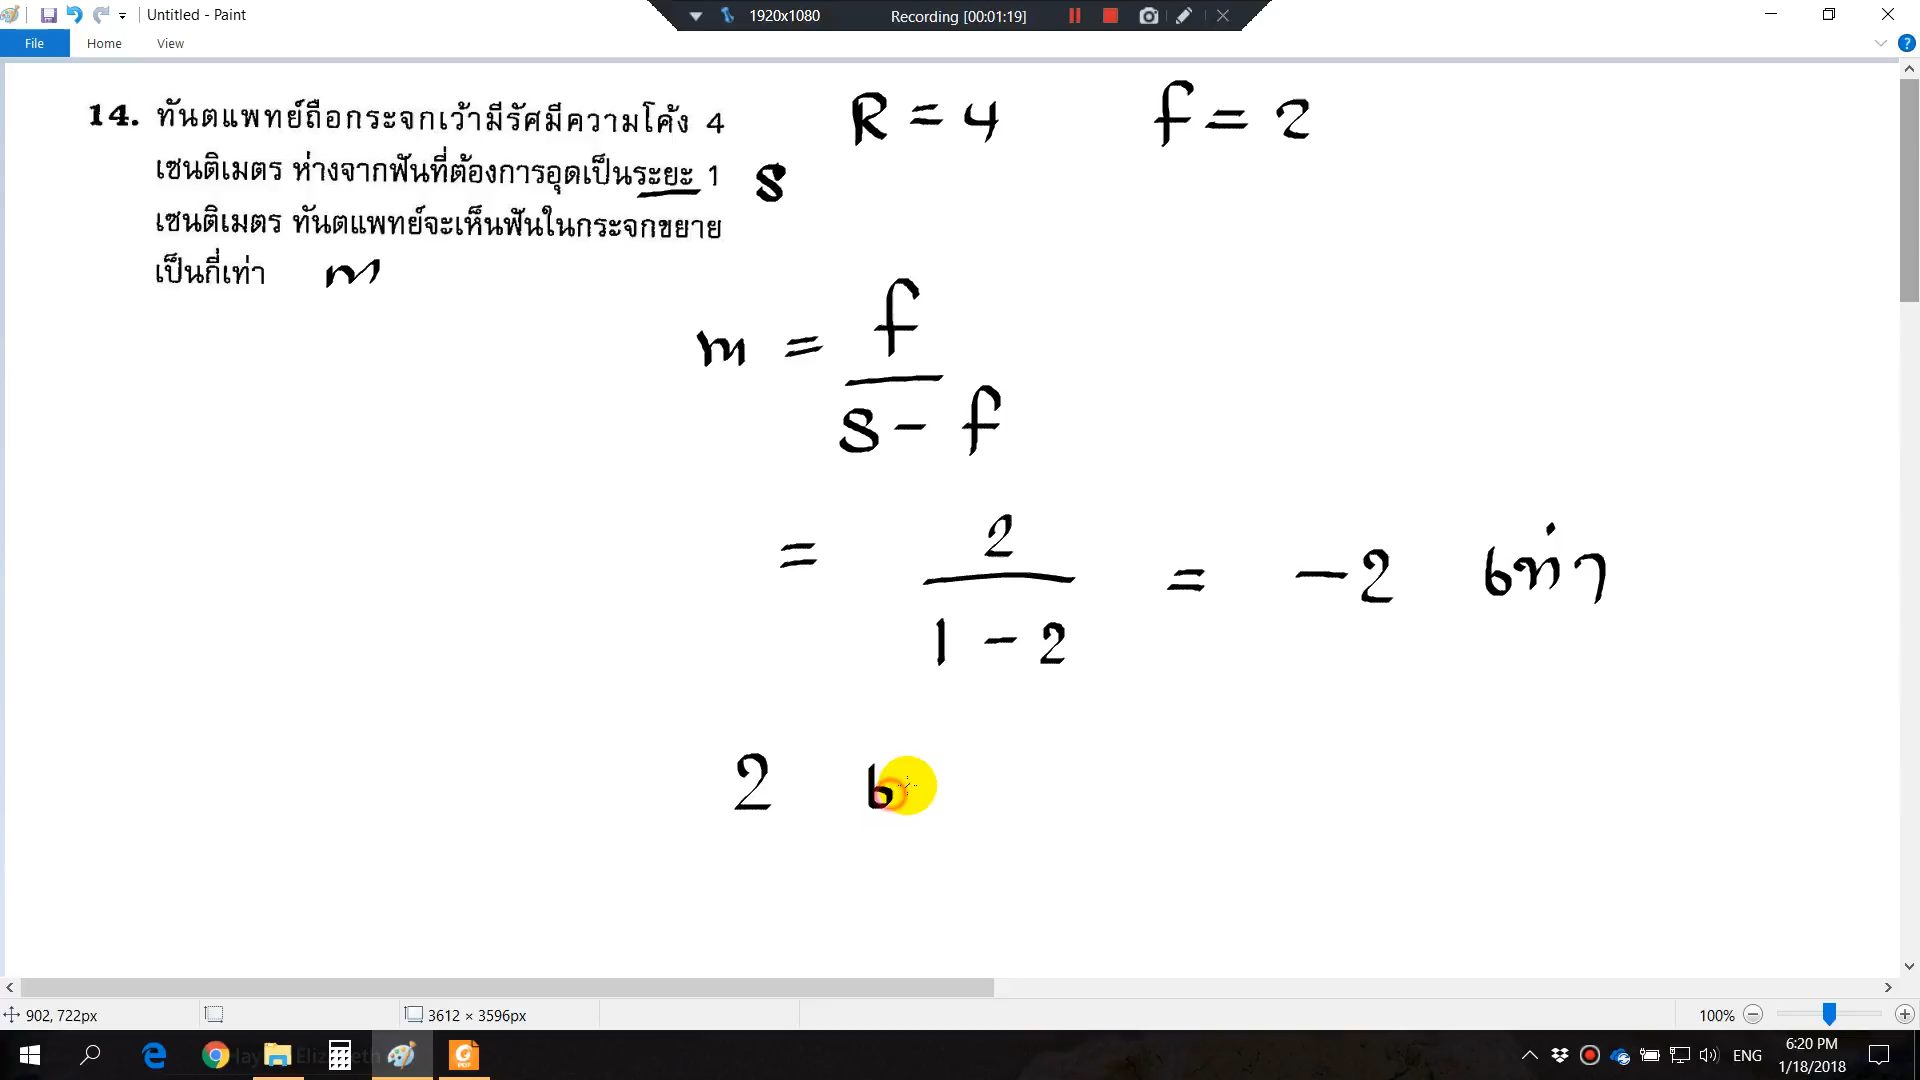 Untitled - Paint
1920x1080
Recording [00:01:19]
File
Home
View
14. ทันตแพทย์ถือกระจกเว้ามีรัศมีความโค้ง 4
เซนติเมตร ห่างจากฟันที่ต้องการอุดเป็นระยะ 1
เซนติเมตร ทันตแพทย์จะเห็นฟันในกระจกขยาย
เป็นกี่เท่า
R = 4
f = 2
s
m
m = f
s - f
= 2
1 - 2
= -2 เท่า
2 เ
902, 722px
3612 × 3596px
100%
ENG
6:20 PM
1/18/2018